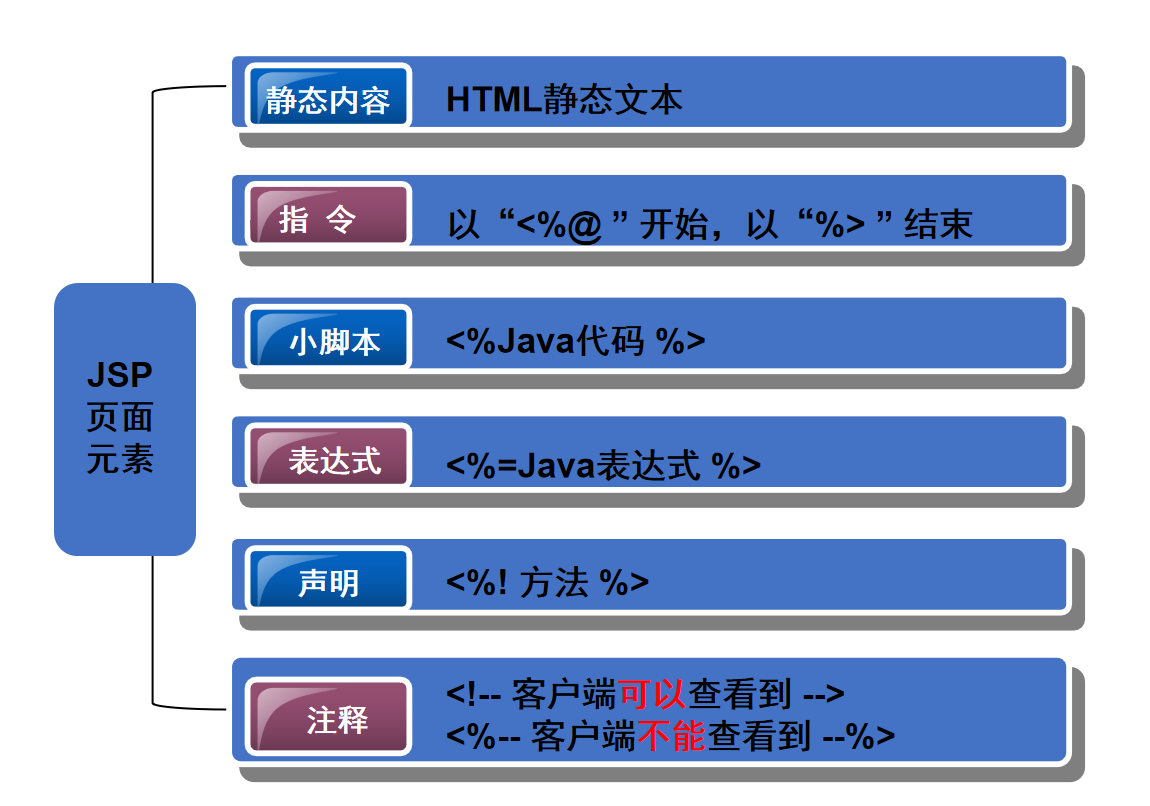 静态内容 HTML静态文本
指 令 以“<%@ ”开始，以“%> ”结束
小脚本 <%Java代码 %>
JSP
页面
元素
表达式 <%=Java表达式 %>
声明 <%! 方法 %>
注释
<!-- 客户端可以查看到 -->
<%-- 客户端不能查看到 --%>